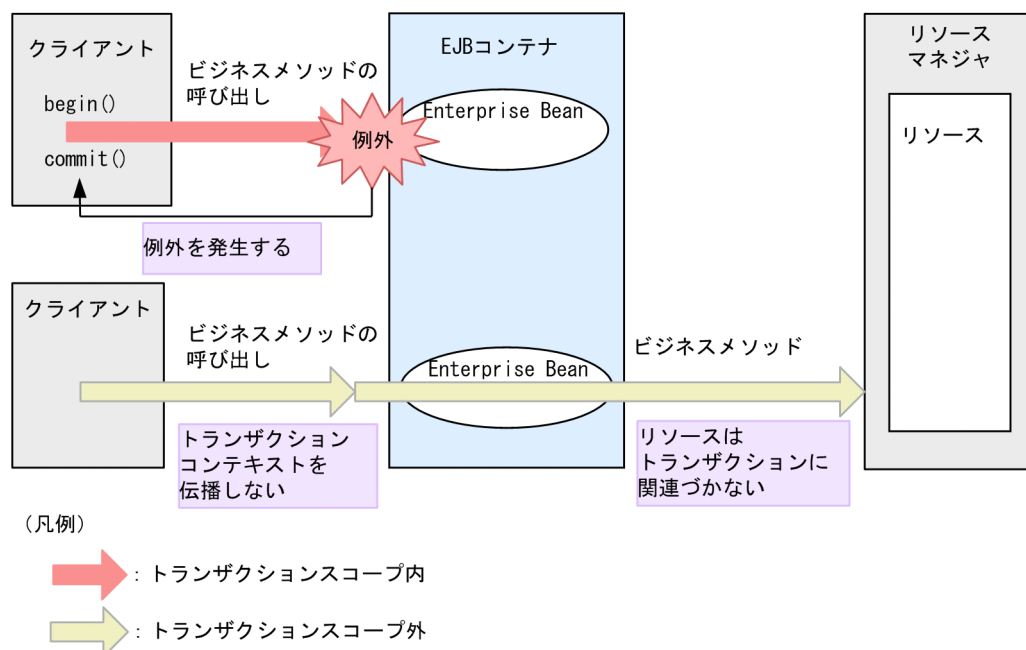 クライアント
begin()
commit()
ビジネスメソッドの
呼び出し
例外
EJBコンテナ
Enterprise Bean
リソース
マネジャ
リソース
例外を発生する
クライアント
ビジネスメソッドの
呼び出し
Enterprise Bean
ビジネスメソッド
トランザクション
コンテキストを
伝播しない
リソースは
トランザクションに
関連づかない
(凡例)
:トランザクションスコープ内
:トランザクションスコープ外